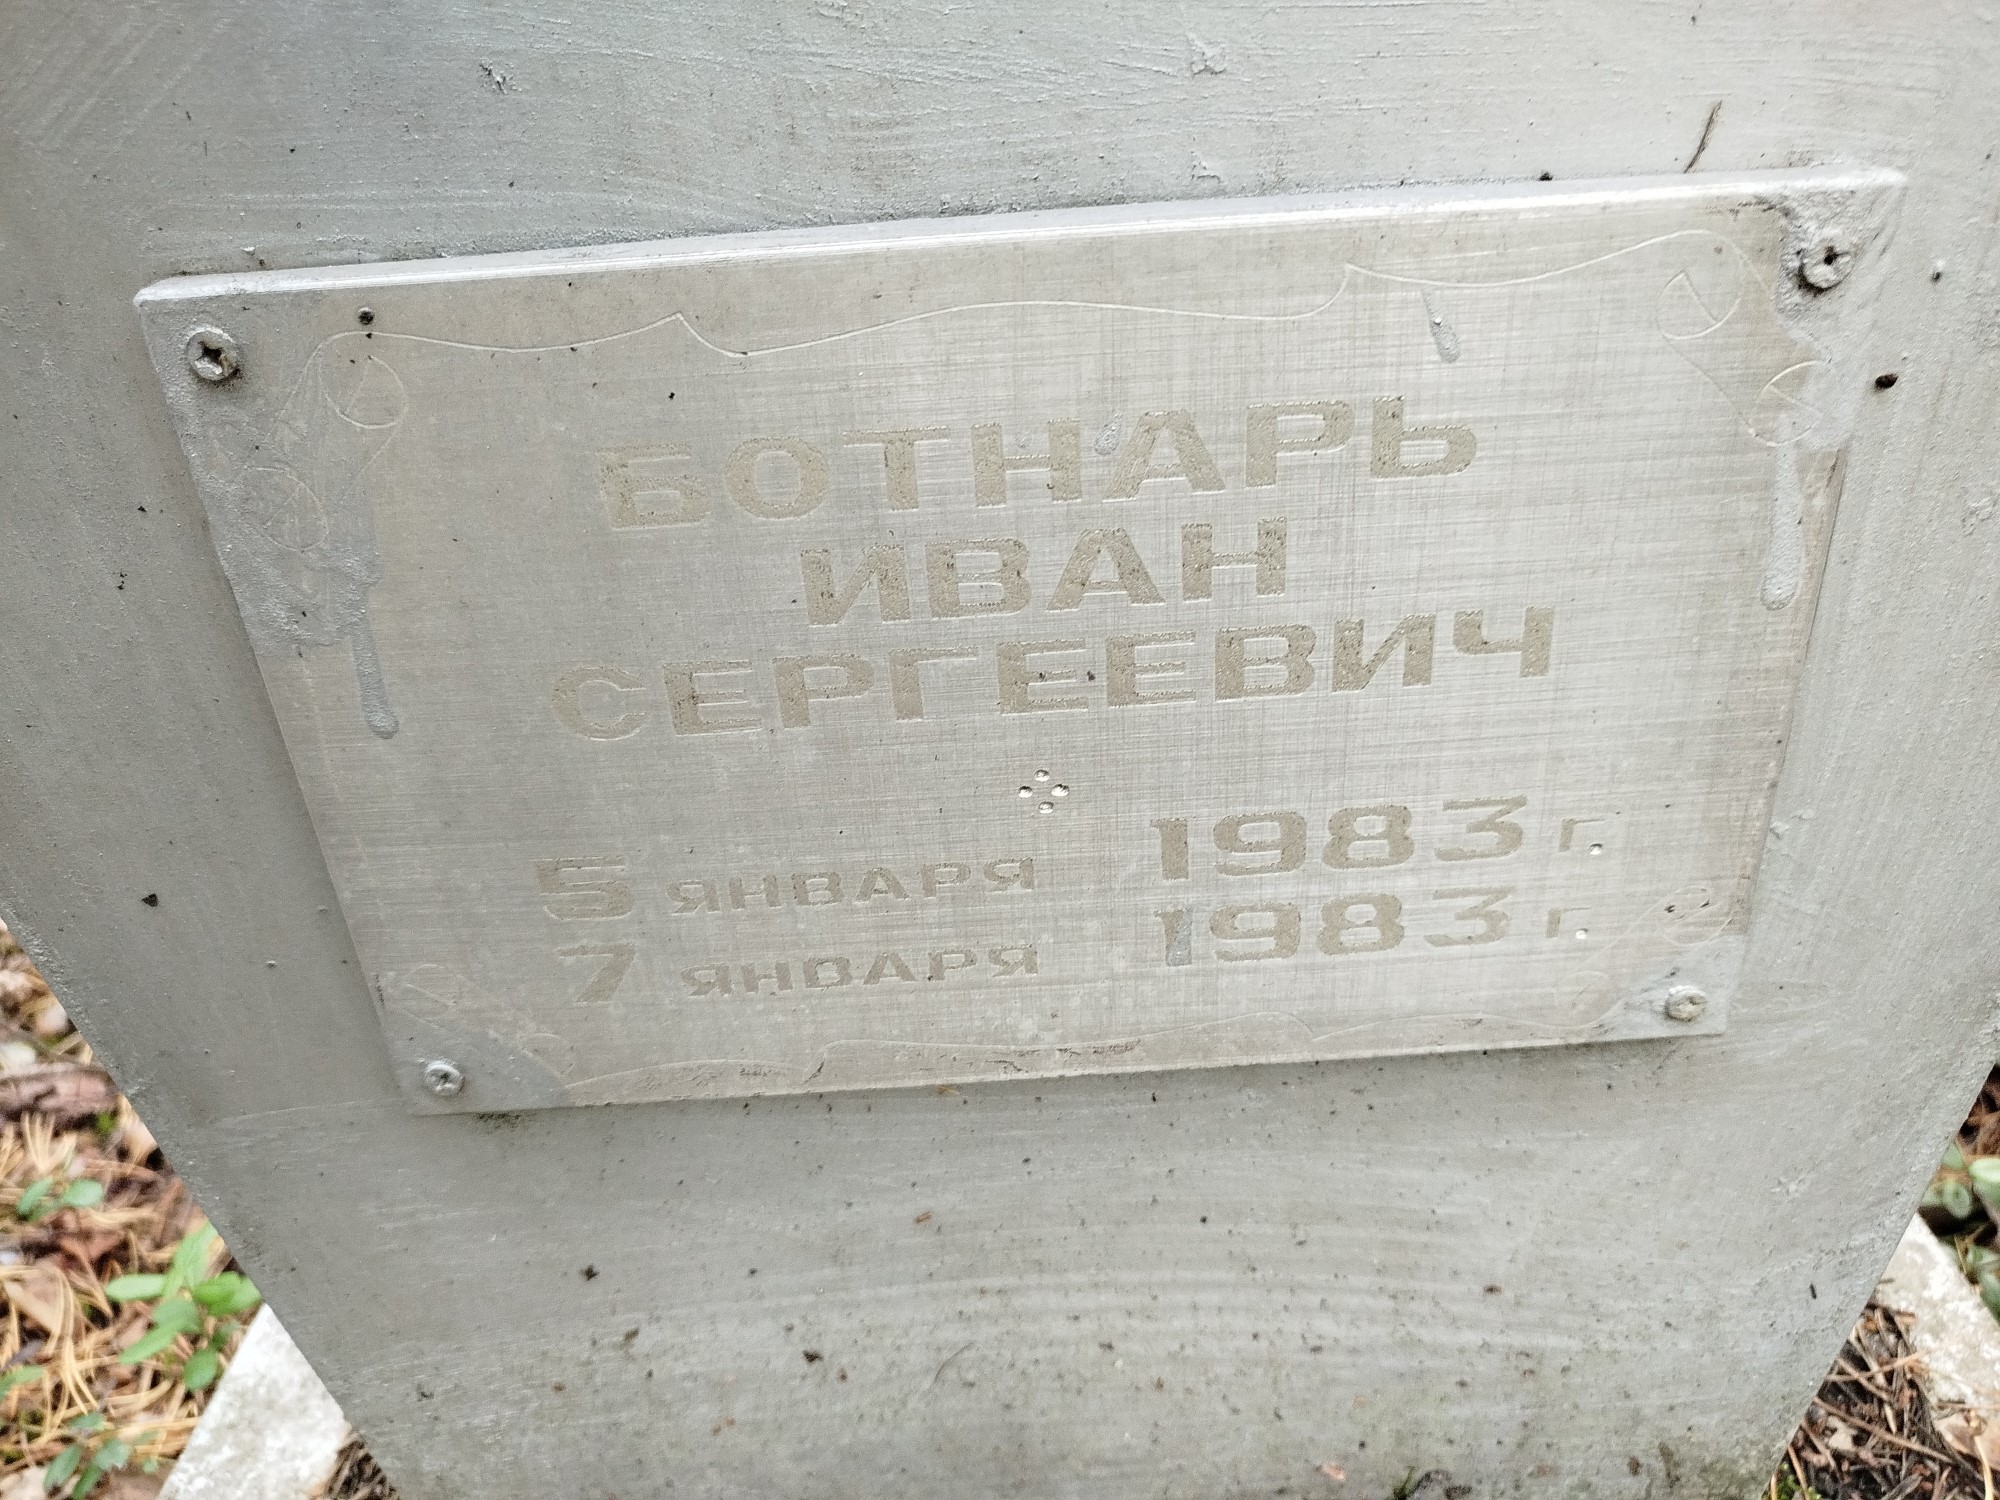 БОТНАРЬ
ИВАН
СЕРГЕЕВИЧ
5 ЯНВАРЯ 1983 г.
7 ЯНВАРЯ 1983 г.